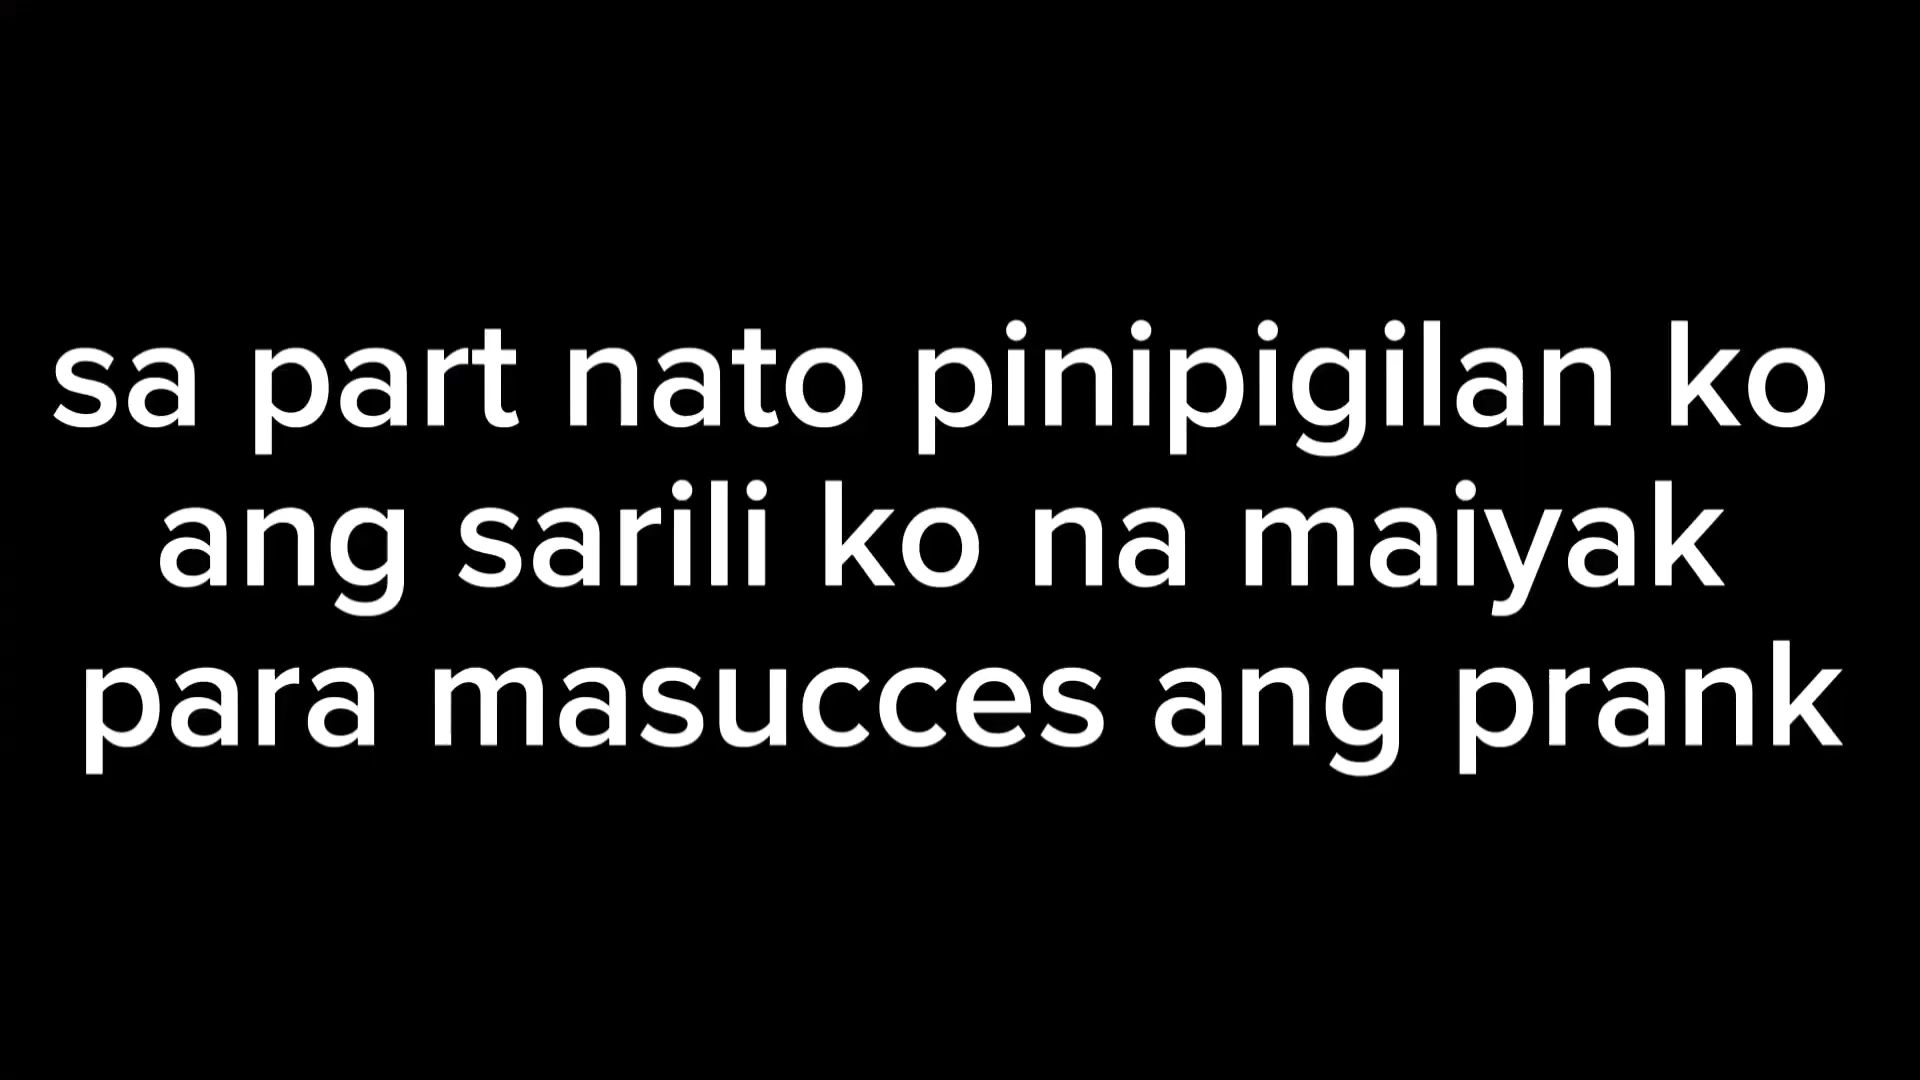 sa part nato pinipigilan ko
ang sarili ko na maiyak
para masucces ang prank